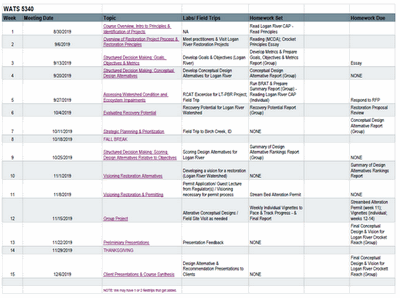 WATS 5340
Week Meeting Date Topic Labs/ Field Trips Homework Set Homework Due
1 8/30/2019 Course Overview, Intro to Principles & Identification of Projects NA Read Logan River CAP - Read Principles
2 9/6/2019 Overview of Restoration Project Process & Restoration Principles Meet practitioners & Visit Logan River Restoration Projects Reading (MCDA), Crocket Principles Essay
3 9/13/2019 Structured Decision Making: Goals, Objectives & Metrics Develop Goals & Objectives (Logan River) Develop Metrics & Prepare Goals, Objectives & Metrics Report (Group) Essay
4 9/20/2019 Structured Decision Making: Conceptual Design Alternatives Develop Conceptual Design Alternatives for Logan River Conceptual Design Alternative Report (Group) NONE
5 9/27/2019 Assessing Watershed Condition and Ecosystem Impairments RCAT Excersise for LT-PBR Project, Field Trip Run BRAT & Prepare Summary Report (Group) - Reading Logan River CAP (Individual) Respond to RFP
6 10/4/2019 Evaluating Recovery Potential Recovery Potential for Logan River Watershed Recovery Potential Report (Group) Restoration Proposal Review
7 10/11/2019 Strategic Planning & Prioritization Field Trip to Birch Creek, ID NONE Conceptual Design Alternative Report (Group)
8 10/18/2019 FALL BREAK
9 10/25/2019 Structured Decision Making: Scoring Design Alternatives Relative to Objectives Scoring Design Alternatives for Logan River Summary of Design Alternatives Rankings Report (Group) NONE
10 11/1/2019 Visioning Restoration Alternatives Developing a vision for a restoration (Logan River Watershed) NONE Summary of Design Alternatives Rankings Report
11 11/8/2019 Visioning Restoration & Permitting Permit Application/ Guest Lecture from Regulator(s) / Visioning necessary for permit process Stream Bed Alteration Permit NONE
12 11/15/2019 Group Project Alterative Conceptual Designs / Field Site Visit as needed Weekly Individual Vignettes to Pace & Track Progress - & Final Report Streambed Alteration Permit (week 11); Vignettes (individual, weeks 12-14)
13 11/22/2019 Preliminary Presentations Presentation Feedback NONE Final Conceptual Design & Vision for Logan River Crockett Reach (Group)
14 11/29/2019 THANKSGIVING
15 12/6/2019 Client Presentations & Course Synthesis Design Alternative & Recommendation Presentations to Clients NONE Final Conceptual Design & Vision for Logan River Crockett Reach (Group)
NOTE: We may have 1 or 2 fieldtrips that get added.